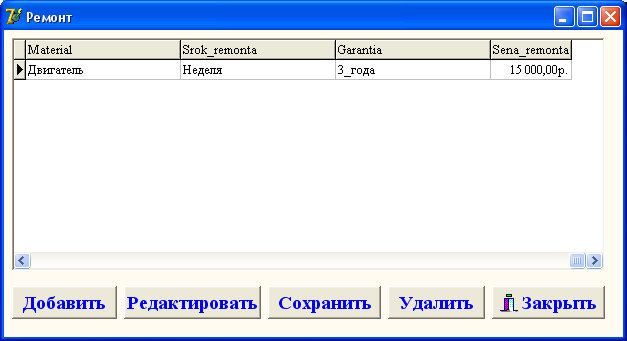 Ремонт
Material Srok_remonta Garantia Sena_remonta
Двигатель Неделя 3_года 15 000,00р.
Добавить Редактировать Сохранить Удалить Закрыть